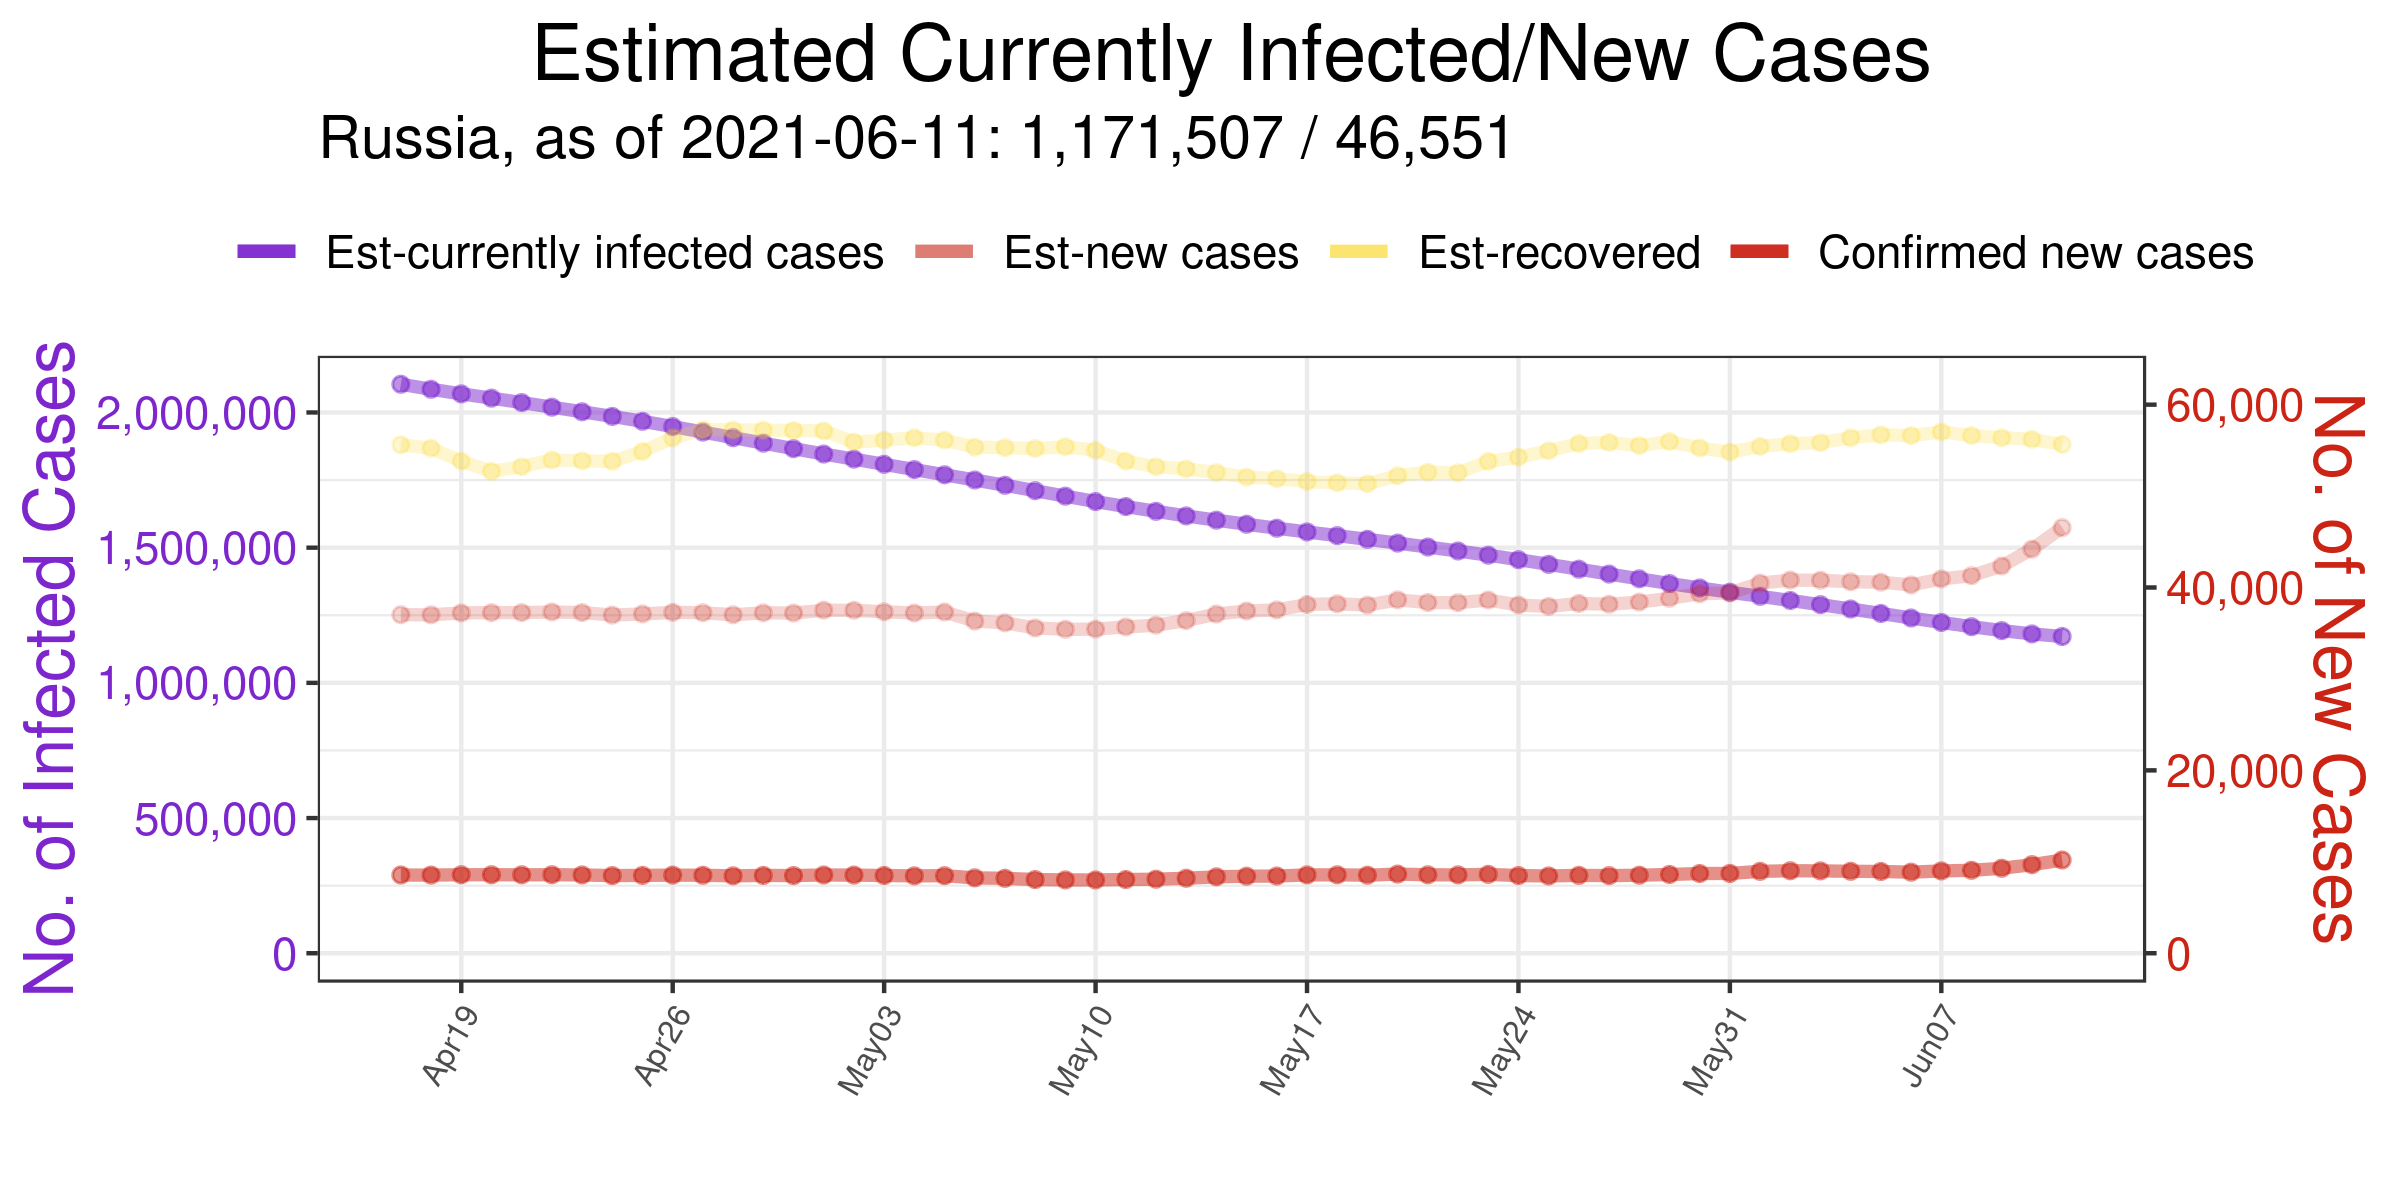 Estimated Currently Infected/New Cases
Russia, as of 2021-06-11: 1,171,507 / 46,551
Est-currently infected cases Est-new cases Est-recovered Confirmed new cases
No. of Infected Cases
2,000,000
1,500,000
1,000,000
500,000
0
60,000
40,000
20,000
0
No. of New Cases
Apr19 Apr26 May03 May10 May17 May24 May31 Jun07